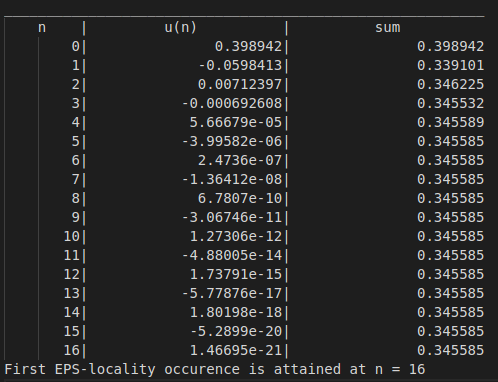 n | u(n) | sum
0| 0.398942| 0.398942
1| -0.0598413| 0.339101
2| 0.00712397| 0.346225
3| -0.000692608| 0.345532
4| 5.66679e-05| 0.345589
5| -3.99582e-06| 0.345585
6| 2.4736e-07| 0.345585
7| -1.36412e-08| 0.345585
8| 6.7807e-10| 0.345585
9| -3.06746e-11| 0.345585
10| 1.27306e-12| 0.345585
11| -4.88005e-14| 0.345585
12| 1.73791e-15| 0.345585
13| -5.77876e-17| 0.345585
14| 1.80198e-18| 0.345585
15| -5.2899e-20| 0.345585
16| 1.46695e-21| 0.345585
First EPS-locality occurence is attained at n = 16